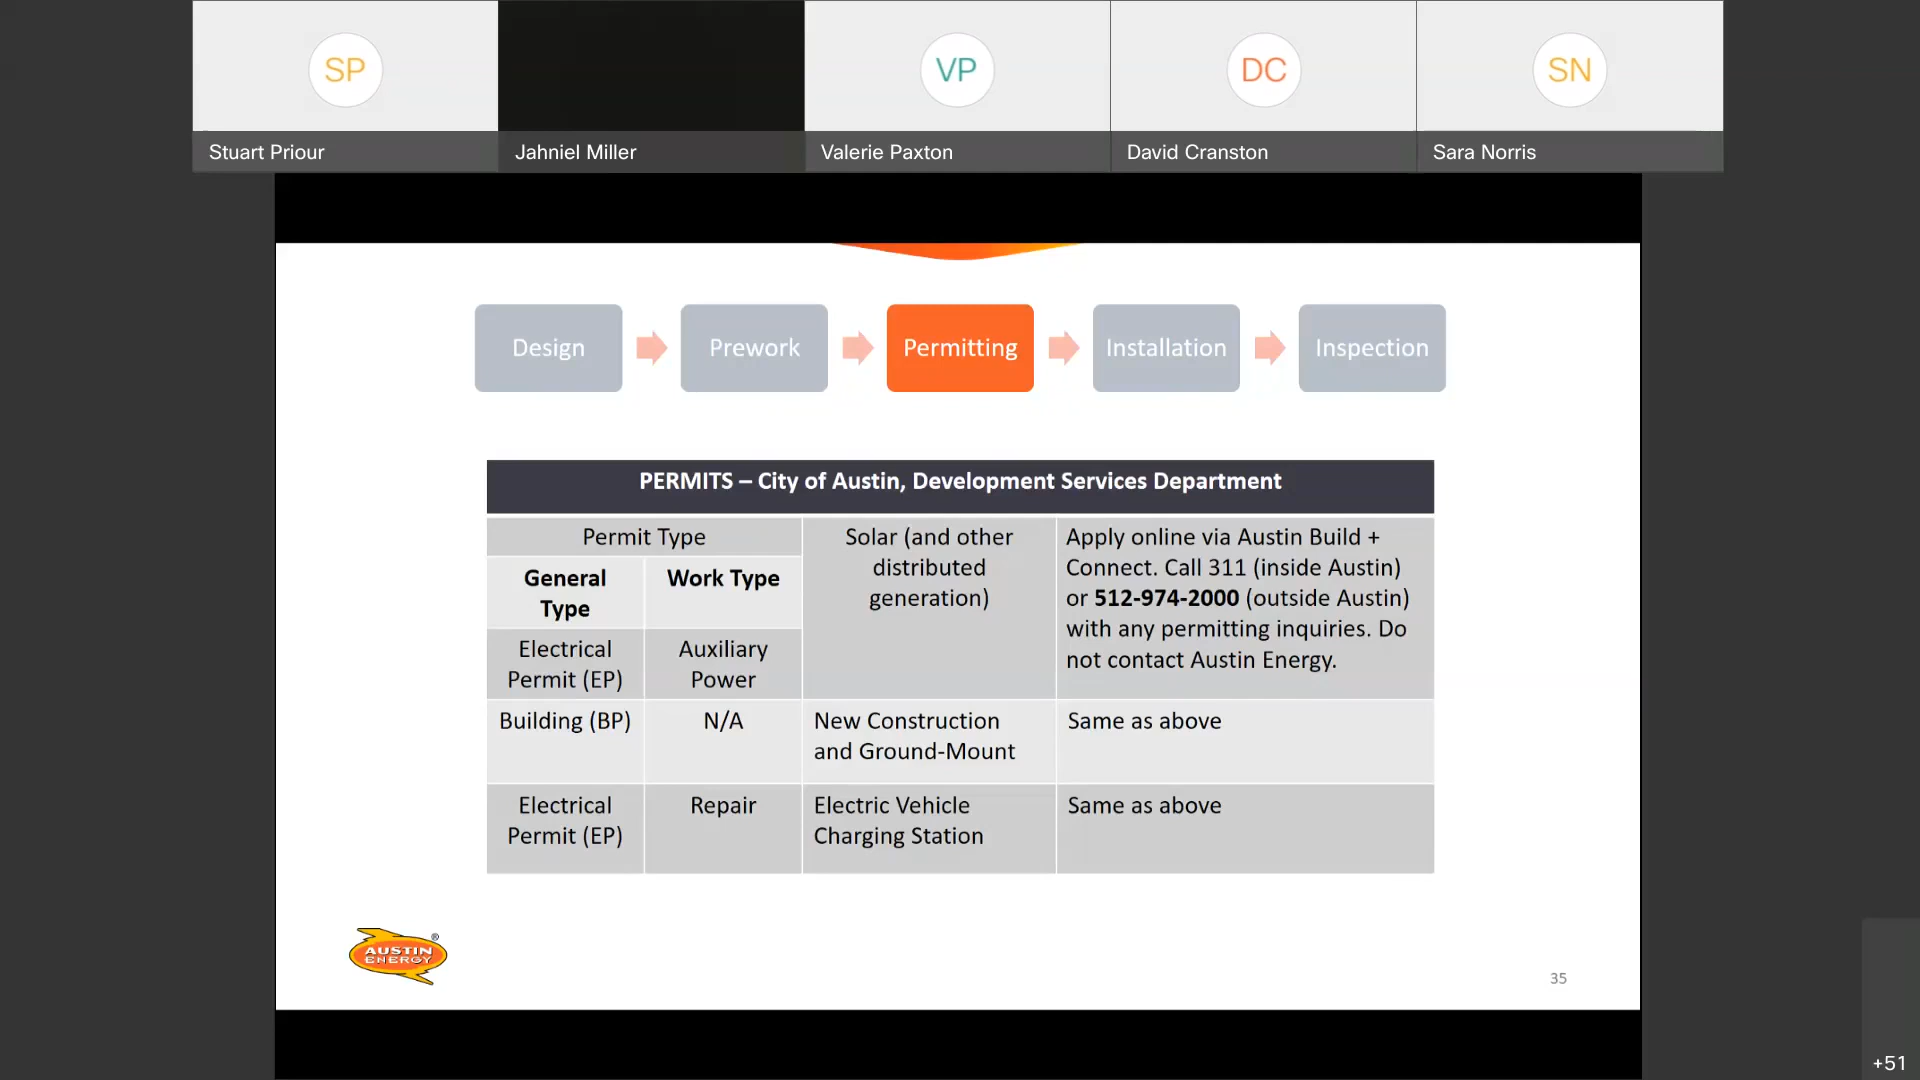 SP
VP
DC
SN
Stuart Priour
Jahniel Miller
Valerie Paxton
David Cranston
Sara Norris
Design
Prework
Permitting
Installation
Inspection
PERMITS – City of Austin, Development Services Department
Permit Type
General
Type
Work Type
Electrical
Permit (EP)
Auxiliary
Power
Solar (and other
distributed
generation)
Apply online via Austin Build +
Connect. Call 311 (inside Austin)
or 512-974-2000 (outside Austin)
with any permitting inquiries. Do
not contact Austin Energy.
Building (BP)
N/A
New Construction
and Ground-Mount
Same as above
Electrical
Permit (EP)
Repair
Electric Vehicle
Charging Station
Same as above
AUSTIN
ENERGY
®
35
+51